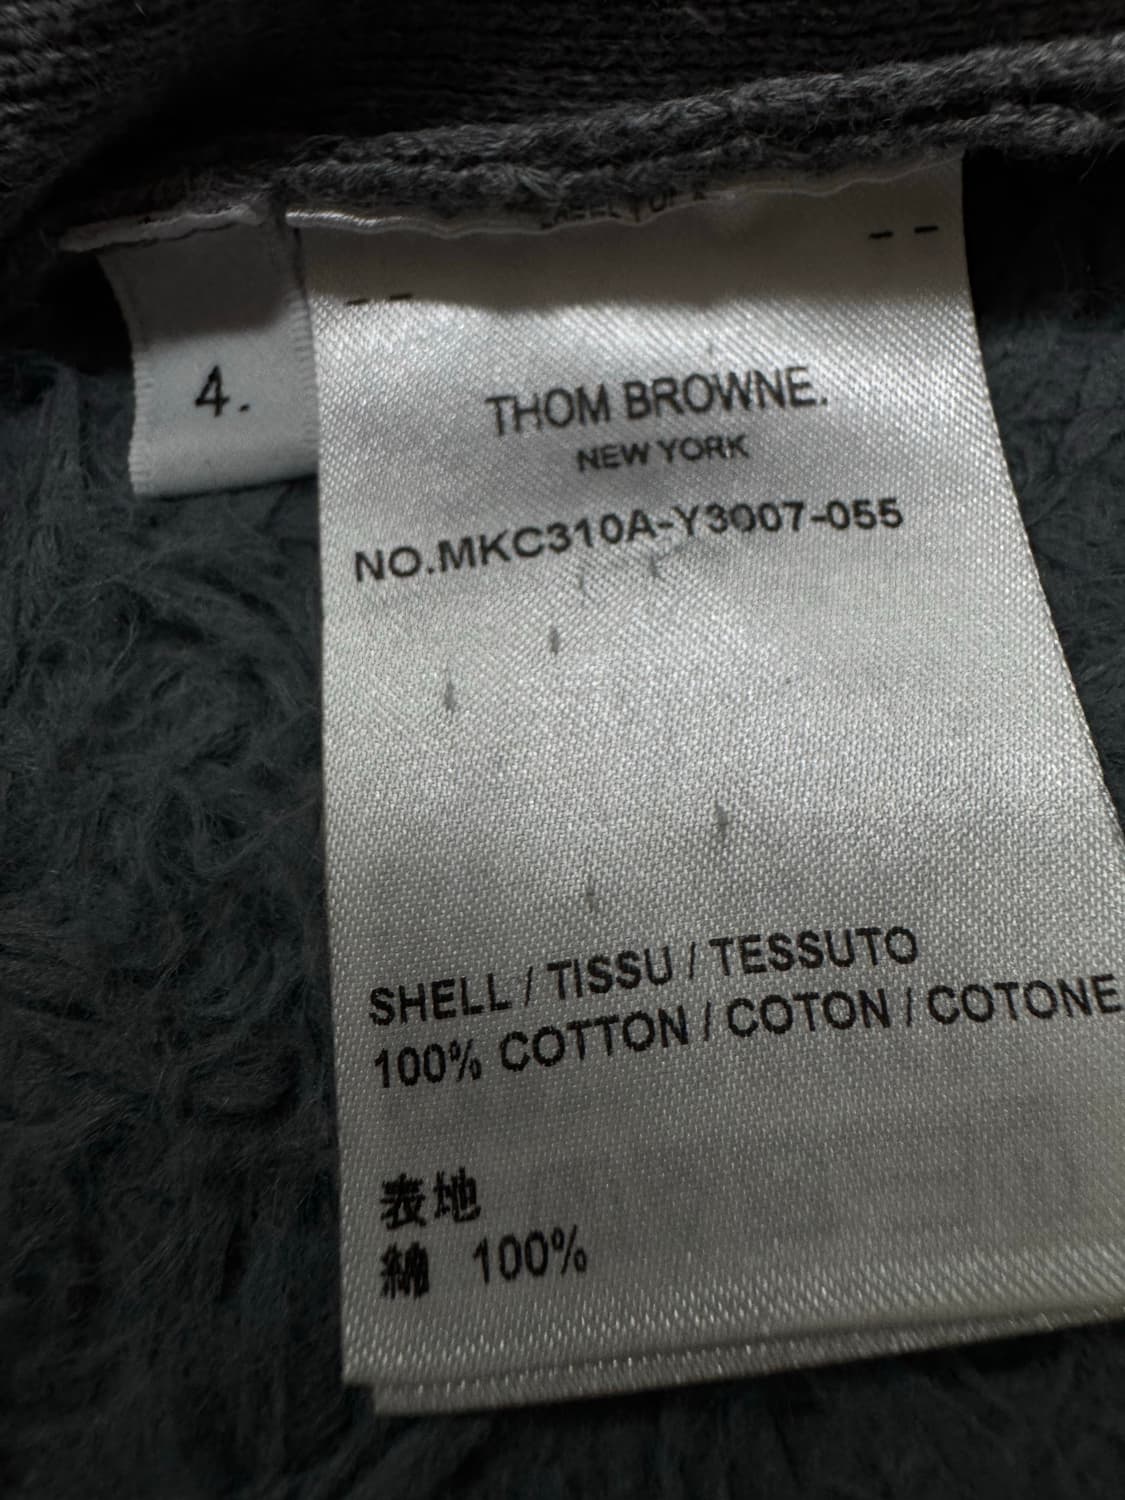 4.
THOM BROWNE.
NEW YORK
NO.MKC310A-Y3007-055
SHELL / TISSU / TESSUTO
100% COTTON / COTON / COTONE
表地
綿 100%